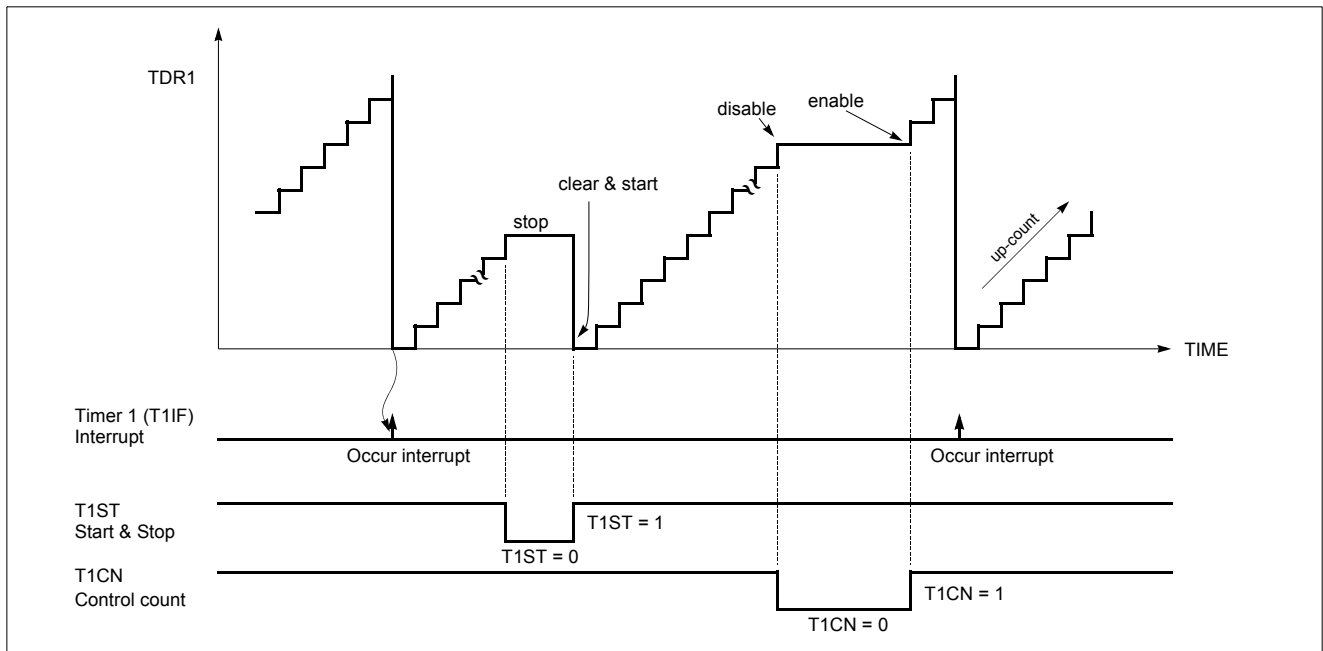 TDR1
disable
enable
clear & start
stop
up-count
TIME
Timer 1 (T1IF)
Interrupt
Occur interrupt
Occur interrupt
T1ST
Start & Stop
T1ST = 1
T1ST = 0
T1CN
Control count
T1CN = 1
T1CN = 0